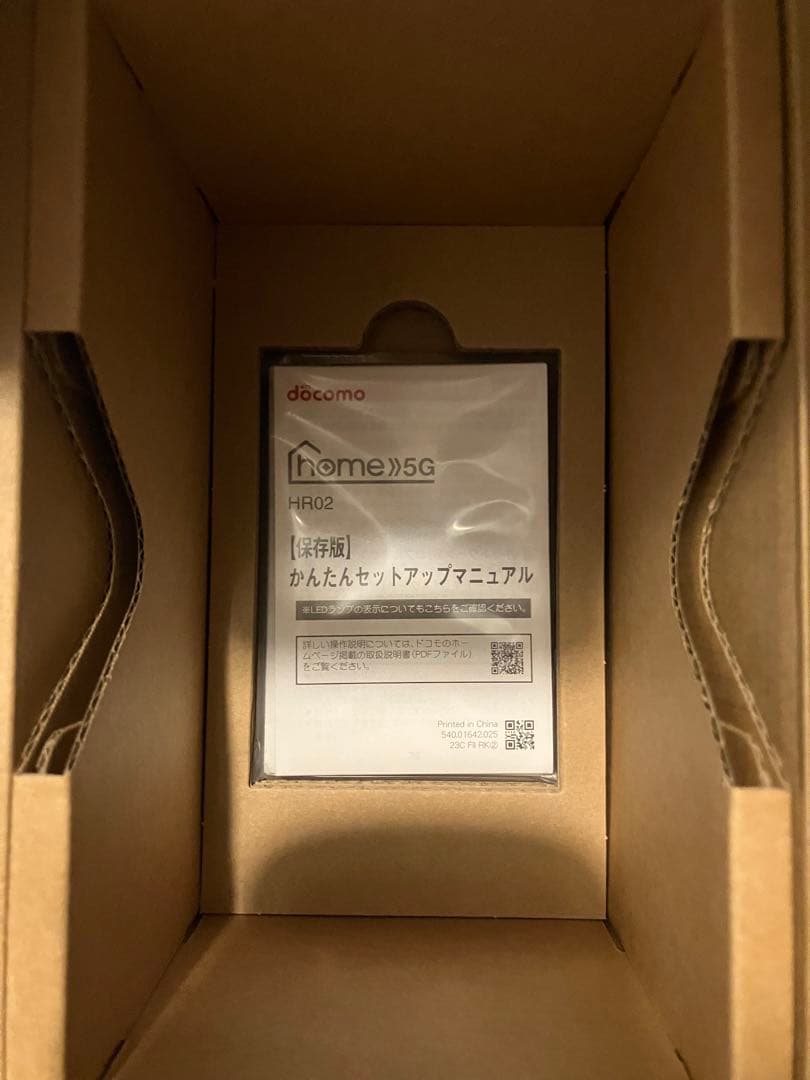 döcomo
home 5G
HR02
【保存版】
かんたんセットアップマニュアル
※LEDランプの表示についてもこちらをご確認ください。
詳しい操作説明については、ドコモのホー
ムページ掲載の取扱説明書(PDFファイル)
をご覧ください。
Printed in China
540.01642.025
23C FII RK②